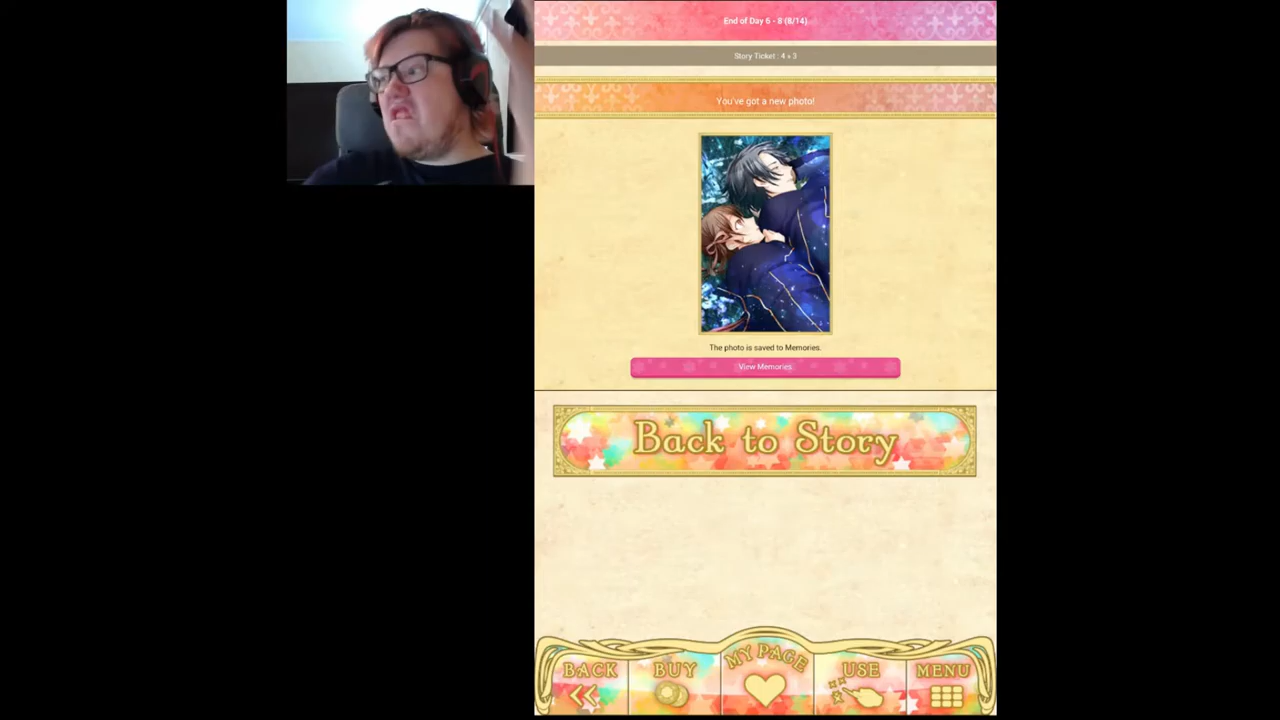 End of Day 6 - 8 (8/14)
Story Ticket : 4 » 3
You've got a new photo!
The photo is saved to Memories.
View Memories
Back to Story
BACK
BUY
MY PAGE
USE
MENU